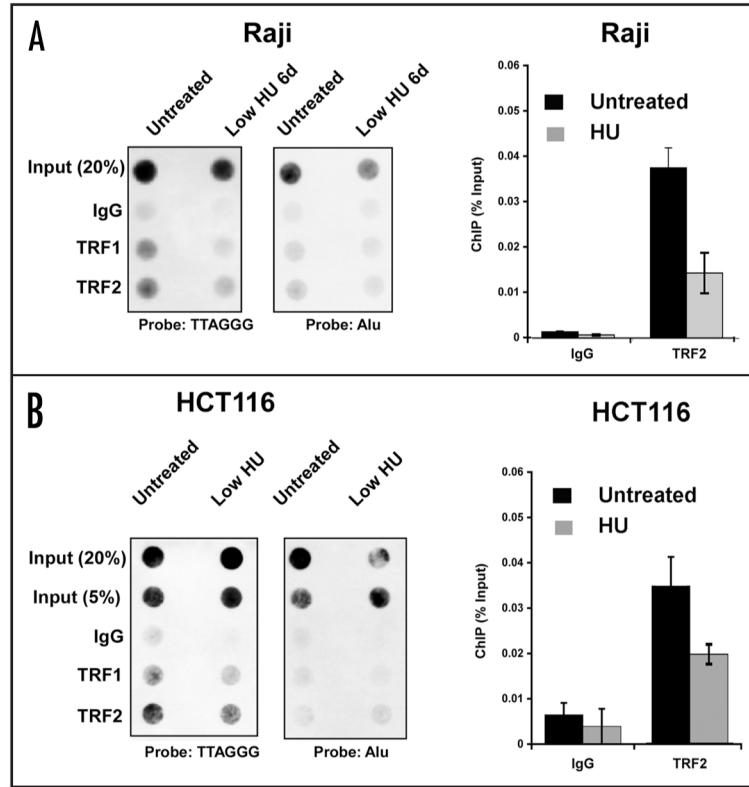 A
Raji
Untreated
Low HU 6d
Untreated
Low HU 6d
Input (20%)
IgG
TRF1
TRF2
Probe: TTAGGG
Probe: Alu
Raji
0.06
0.05
0.04
0.03
0.02
0.01
0
ChIP (% Input)
Untreated
HU
IgG
TRF2
B
HCT116
Untreated
Low HU
Untreated
Low HU
Input (20%)
Input (5%)
IgG
TRF1
TRF2
Probe: TTAGGG
Probe: Alu
HCT116
0.06
0.05
0.04
0.03
0.02
0.01
0
ChIP (% Input)
Untreated
HU
IgG
TRF2